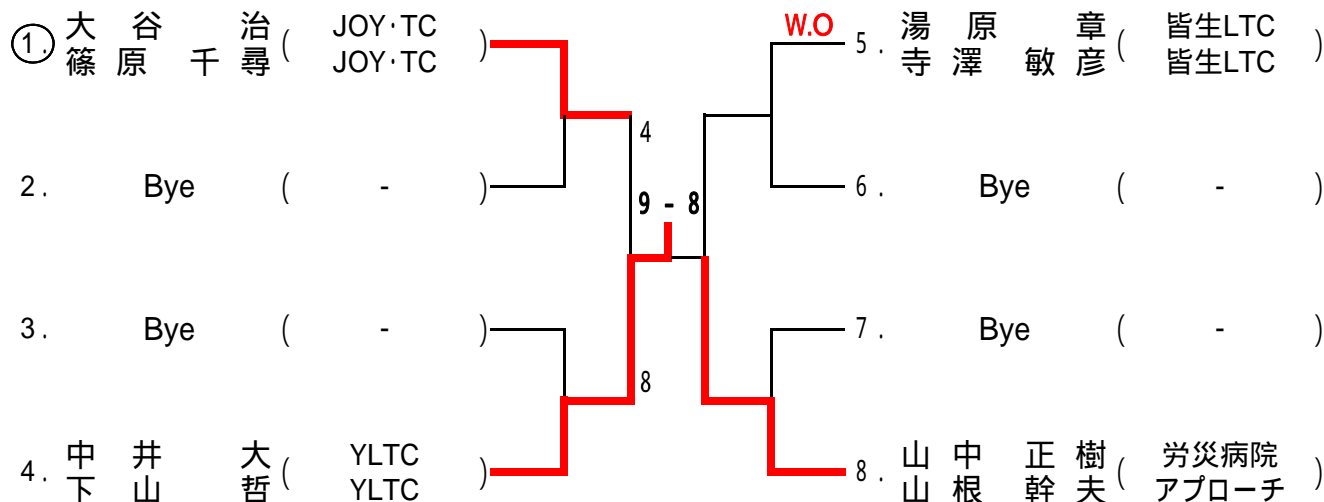 ① 大谷 治 ( JOY・TC )
篠原 千尋 ( JOY・TC )
2. Bye ( - )
3. Bye ( - )
4. 中井 大 ( YLTC )
下山 哲 ( YLTC )
4
9 - 8
8
W.O
5. 湯原 章 ( 皆生LTC )
寺澤 敏彦 ( 皆生LTC )
6. Bye ( - )
7. Bye ( - )
8. 山中 正樹 ( 労災病院 )
山根 幹夫 ( アプローチ )